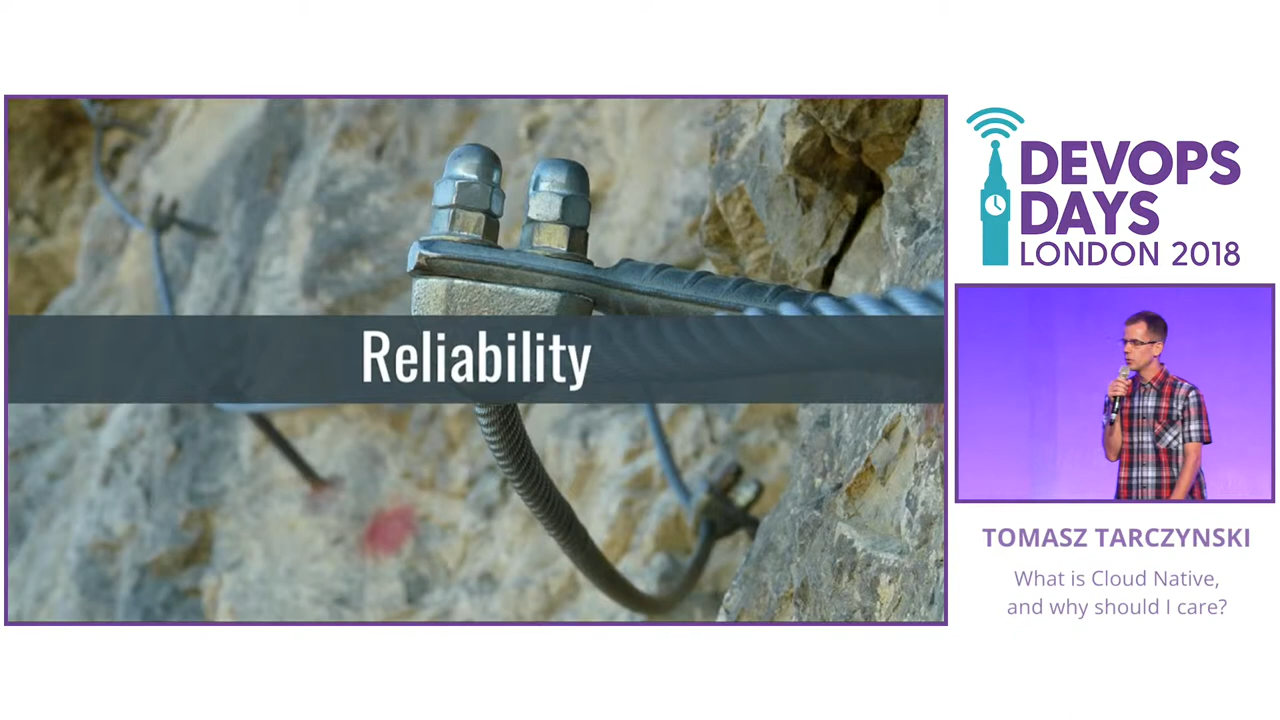 Reliability
DEVOPS
DAYS
LONDON 2018
TOMASZ TARCZYNSKI
What is Cloud Native,
and why should I care?